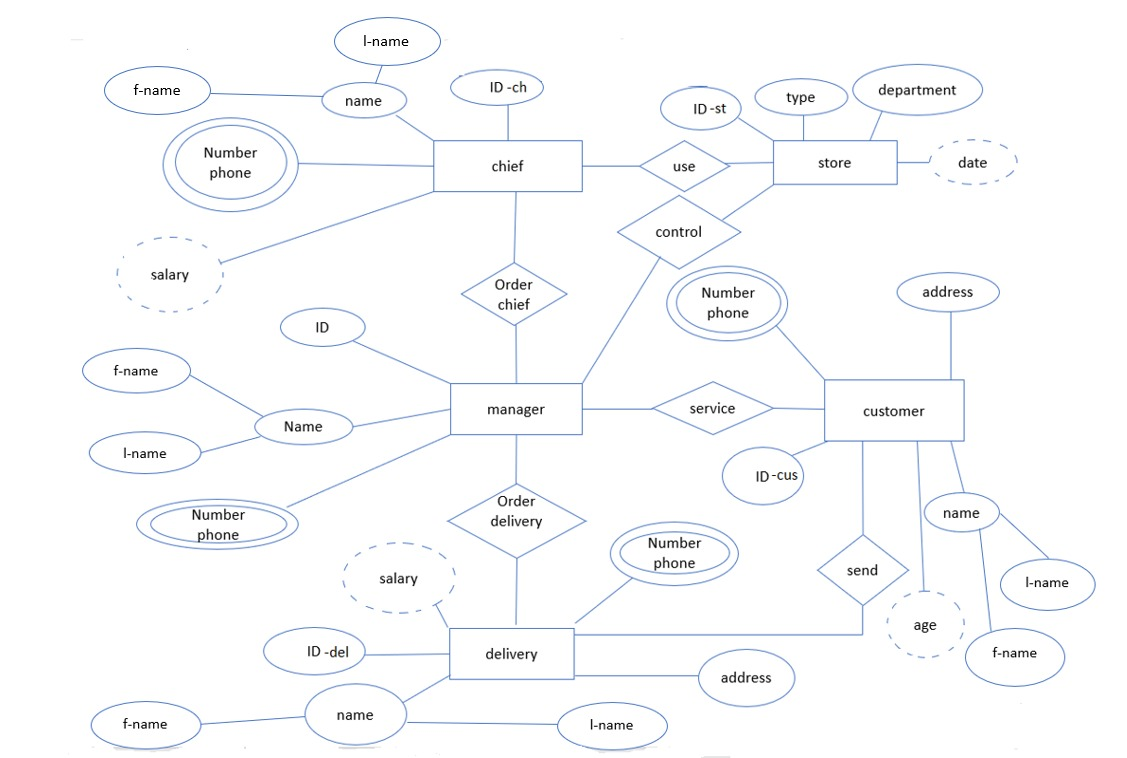 l-name
f-name
name
ID -ch
ID -st
type
department
Number
phone
chief
use
store
date
control
salary
Order
chief
Number
phone
address
ID
f-name
Name
l-name
manager
service
customer
ID -cus
Number
phone
Order
delivery
name
Number
phone
salary
send
l-name
age
ID -del
delivery
f-name
address
name
f-name
l-name